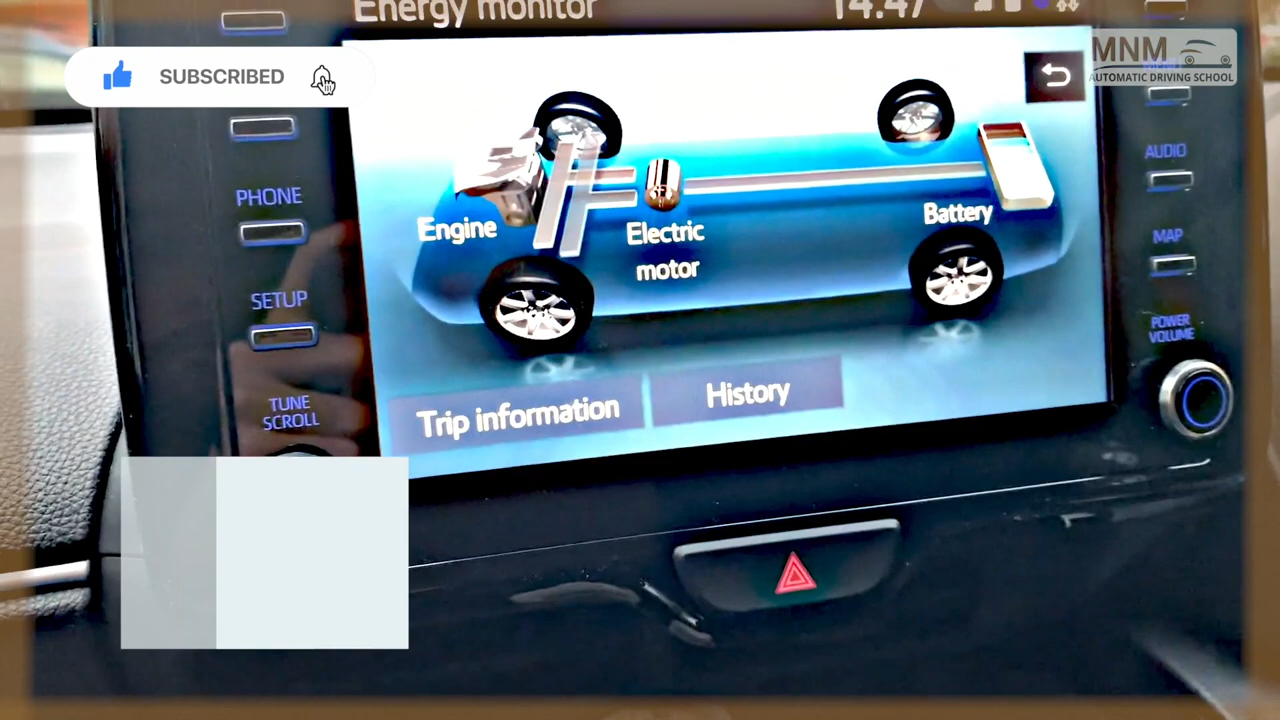 Energy monitor
14:47
SUBSCRIBED
MNM
AUTOMATIC DRIVING SCHOOL
PHONE
SETUP
TUNE
SCROLL
Engine
Electric
motor
Battery
Trip information
History
AUDIO
MAP
POWER
VOLUME